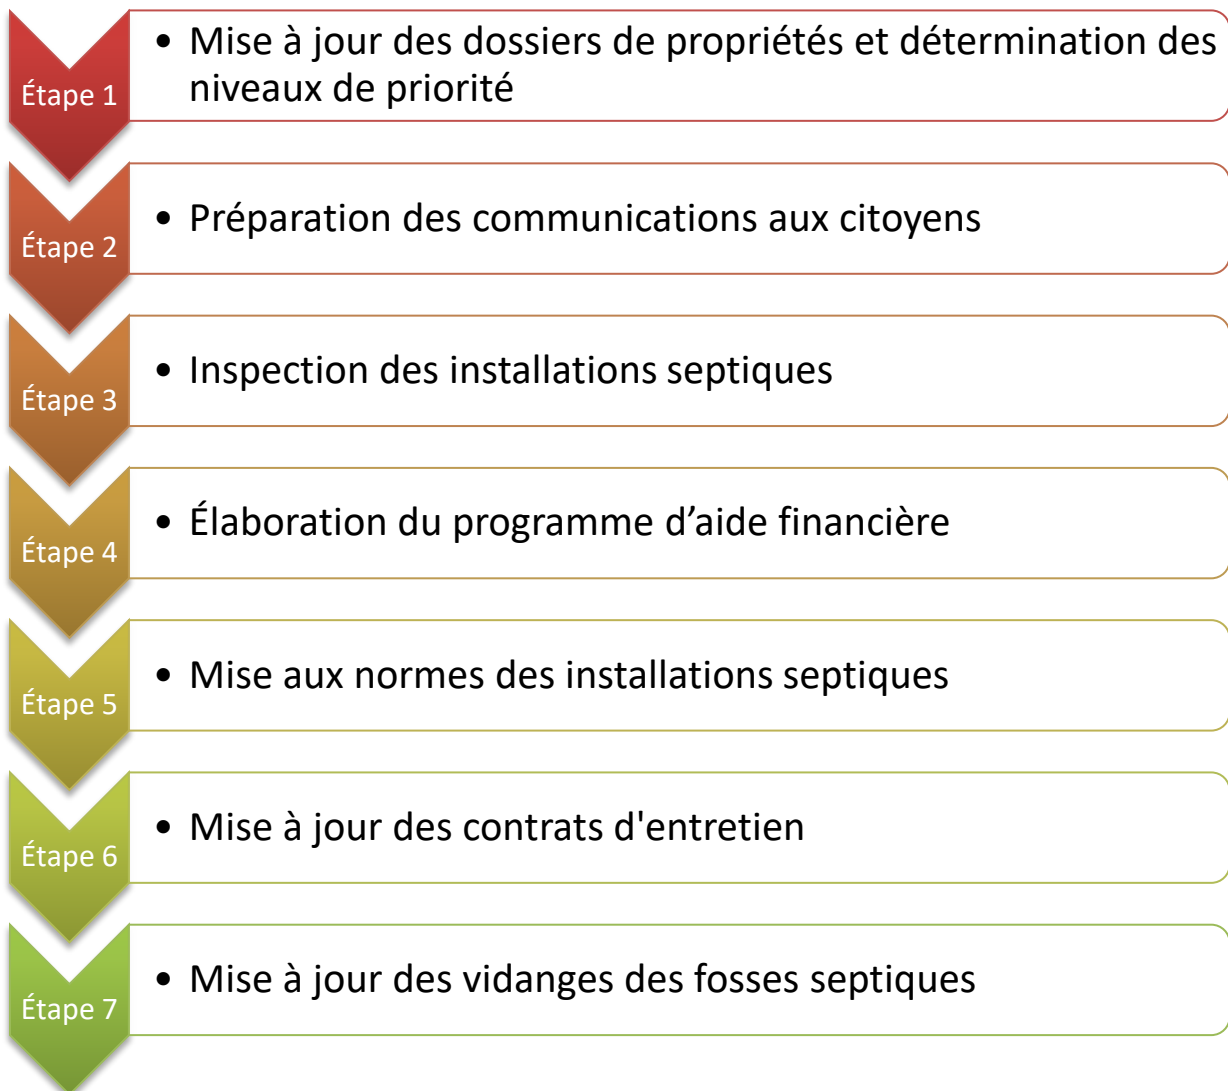 • Mise à jour des dossiers de propriétés et détermination des
niveaux de priorité
Étape 1
• Préparation des communications aux citoyens
Étape 2
• Inspection des installations septiques
Étape 3
• Élaboration du programme d’aide financière
Étape 4
• Mise aux normes des installations septiques
Étape 5
• Mise à jour des contrats d'entretien
Étape 6
• Mise à jour des vidanges des fosses septiques
Étape 7